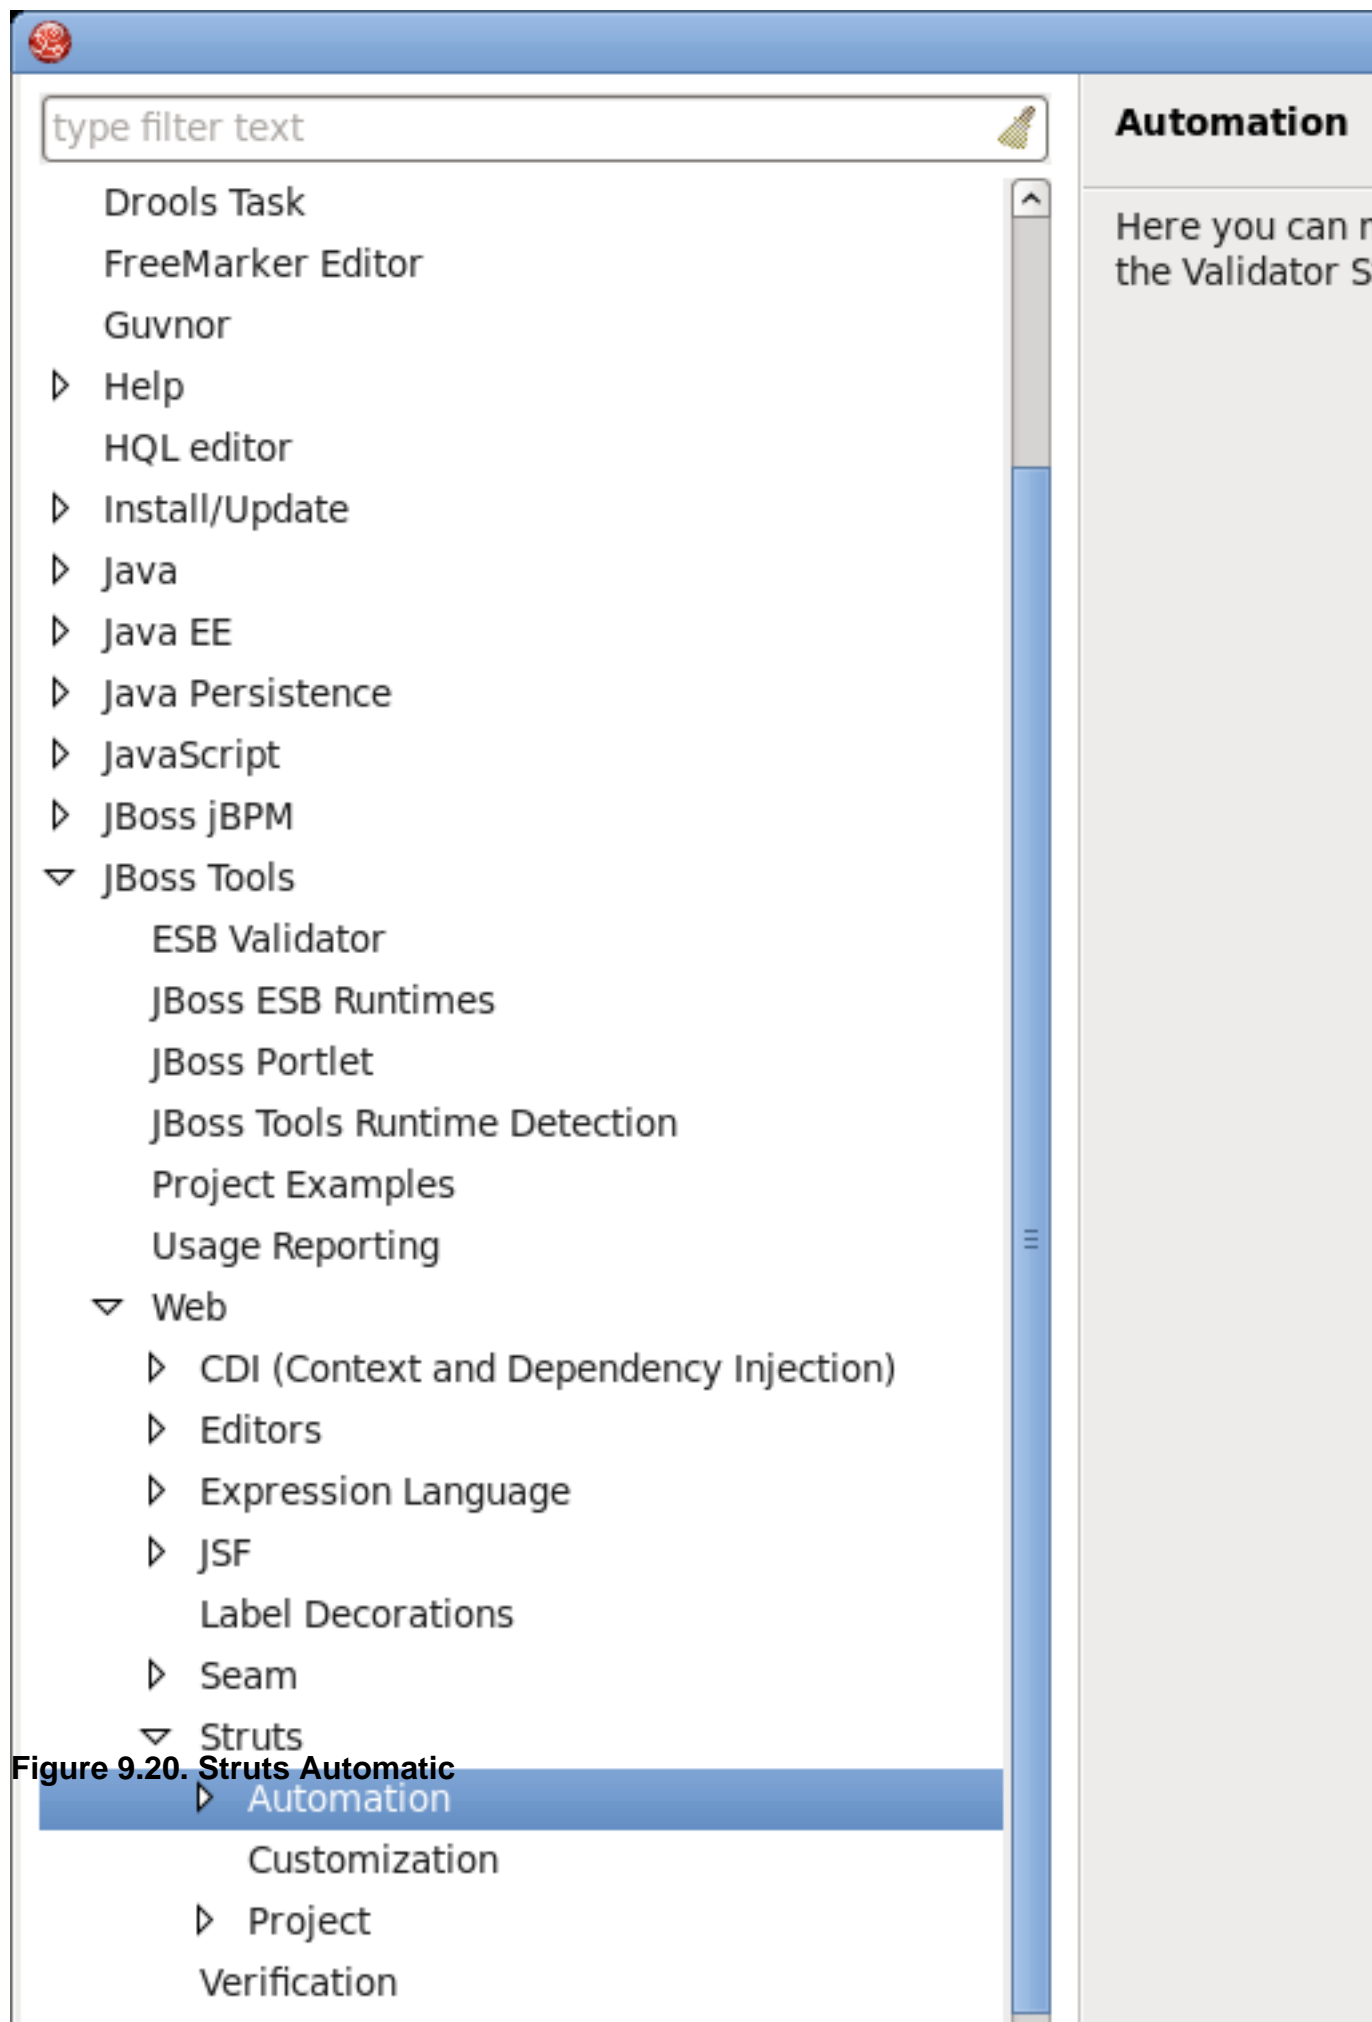 type filter text
Automation
Here you can
the Validator
Drools Task
FreeMarker Editor
Guvnor
Help
HQL editor
Install/Update
Java
Java EE
Java Persistence
JavaScript
JBoss jBPM
JBoss Tools
ESB Validator
JBoss ESB Runtimes
JBoss Portlet
JBoss Tools Runtime Detection
Project Examples
Usage Reporting
Web
CDI (Context and Dependency Injection)
Editors
Expression Language
JSF
Label Decorations
Seam
Struts
Figure 9.20. Struts Automatic
Automation
Customization
Project
Verification